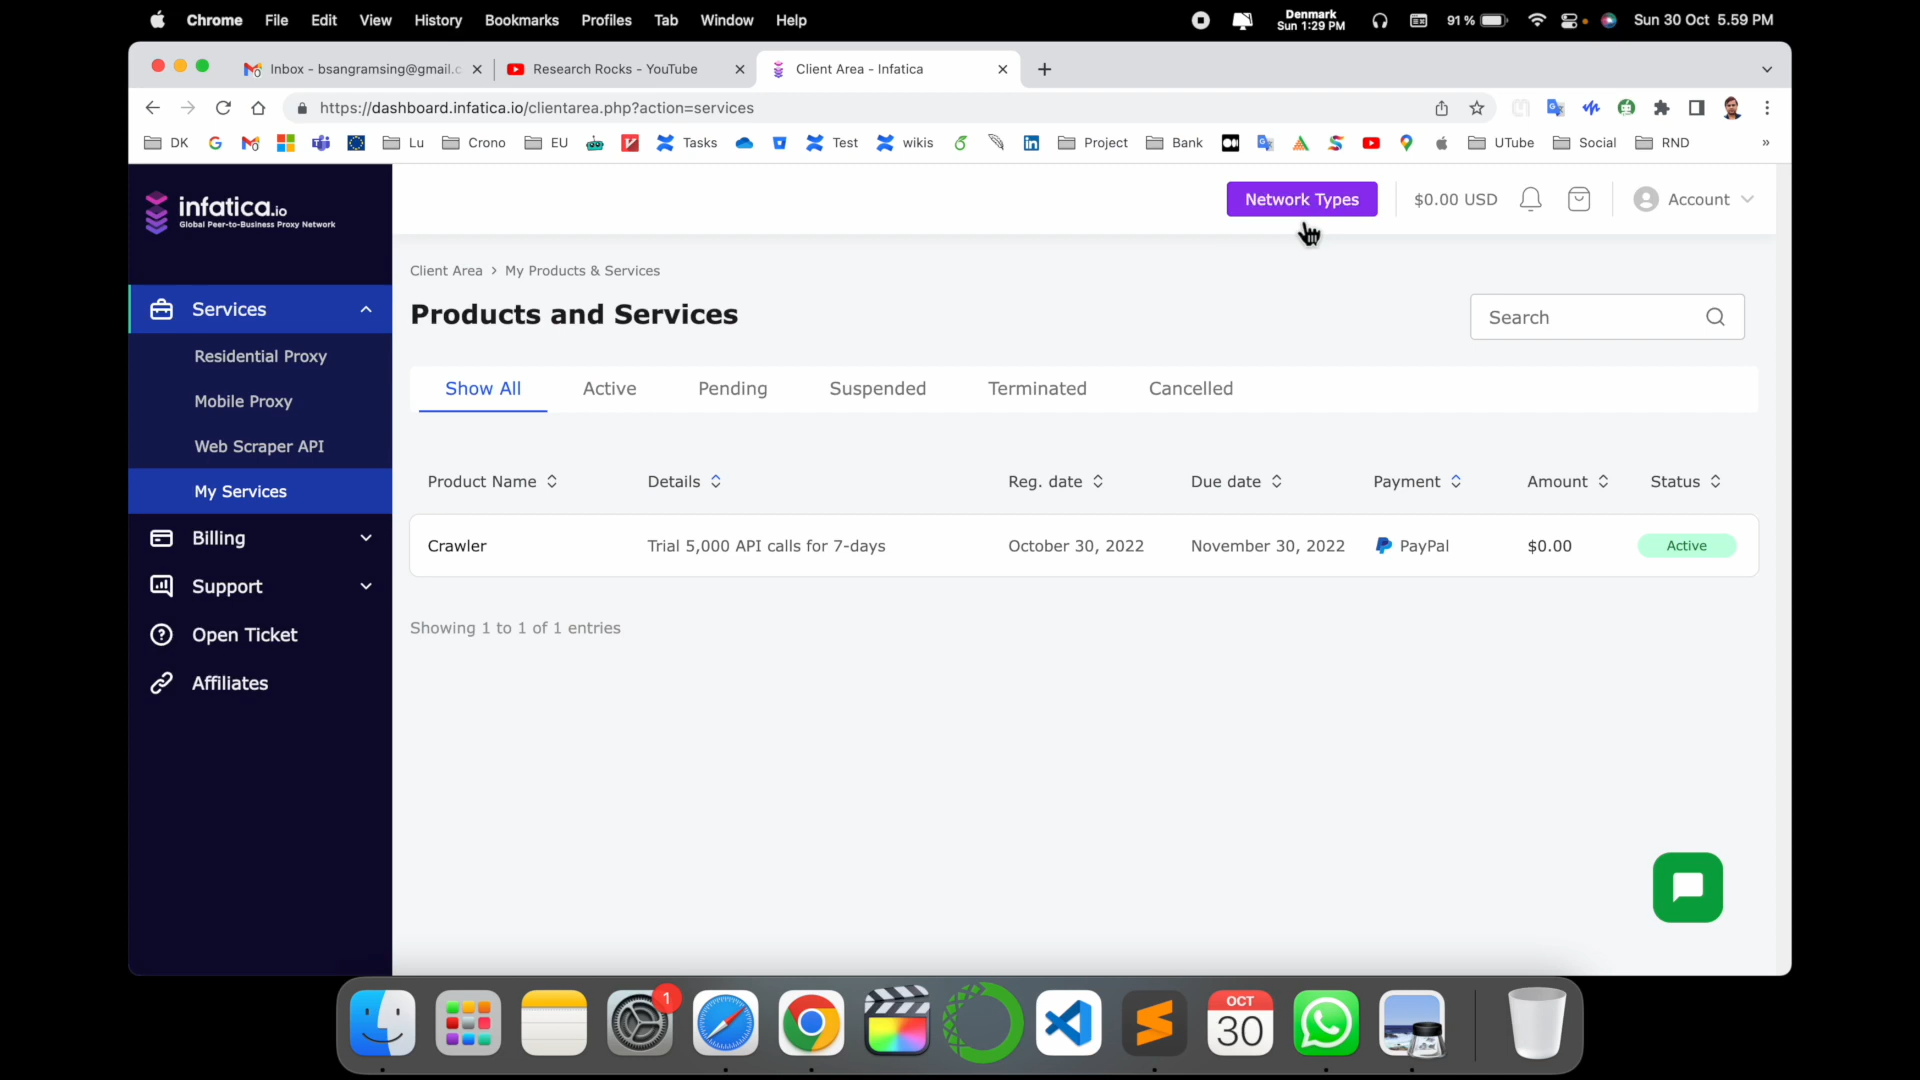 Chrome File Edit View History Bookmarks Profiles Tab Window Help
Denmark
Sun 1:29 PM
91 %
Sun 30 Oct 5.59 PM
Inbox - bsangramsing@gmail.c
Research Rocks - YouTube
Client Area - Infatica
https://dashboard.infatica.io/clientarea.php?action=services
DK Lu Crono EU Tasks Test wikis Project Bank UTube Social RND »
infatica.io
Global Peer-to-Business Proxy Network
Network Types
$0.00 USD
Account
Client Area > My Products & Services
Products and Services
Search
Services
Residential Proxy
Mobile Proxy
Web Scraper API
My Services
Billing
Support
Open Ticket
Affiliates
Show All Active Pending Suspended Terminated Cancelled
Product Name Details Reg. date Due date Payment Amount Status
Crawler Trial 5,000 API calls for 7-days October 30, 2022 November 30, 2022 PayPal $0.00 Active
Showing 1 to 1 of 1 entries
1
OCT
30